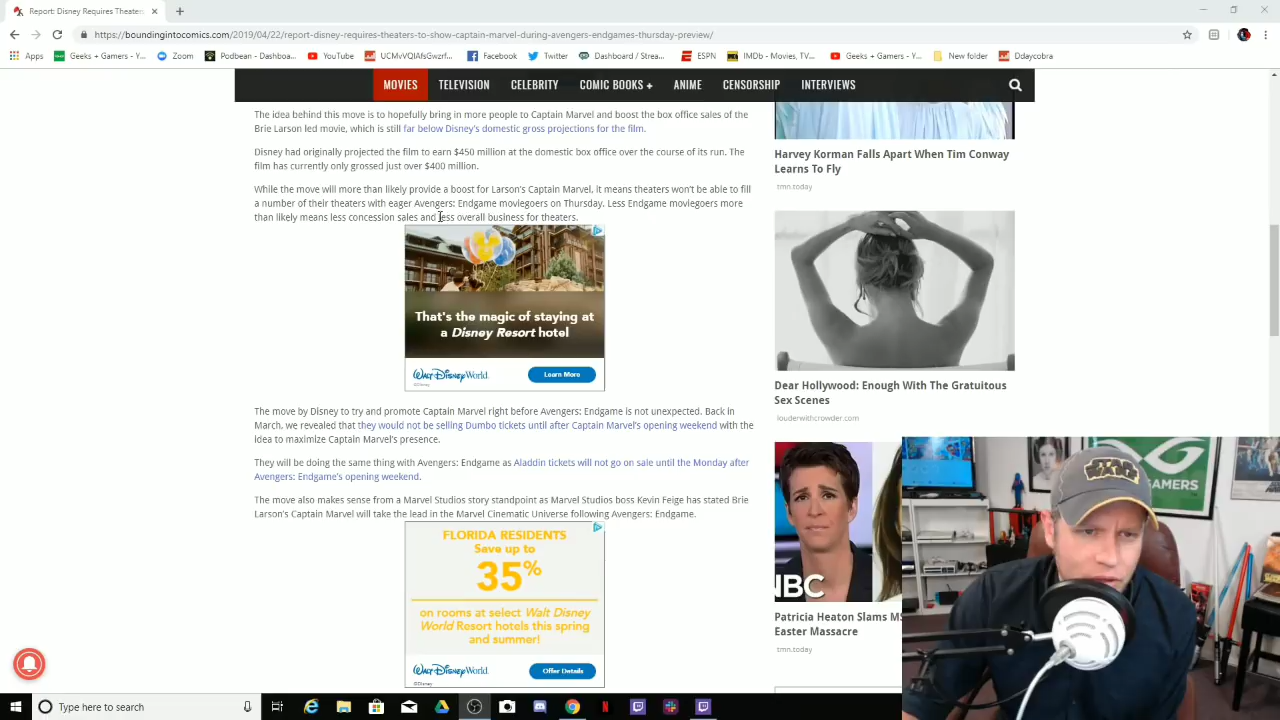 Report: Disney Requires Theaters
https://boundingintocomics.com/2019/04/22/report-disney-requires-theaters-to-show-captain-marvel-during-avengers-endgames-thursday-preview/
Apps Geeks + Gamers - Y... Zoom Podbean - Dashboa... YouTube UCMvVQIAfsGwzrf... Facebook Twitter Dashboard / Strea... ESPN IMDb - Movies, TV... Geeks + Gamers - Y... New folder Ddaycobra
MOVIES TELEVISION CELEBRITY COMIC BOOKS + ANIME CENSORSHIP INTERVIEWS
The idea behind this move is to hopefully bring in more people to Captain Marvel and boost the box office sales of the
Brie Larson led movie, which is still far below Disney's domestic gross projections for the film.
Disney had originally projected the film to earn $450 million at the domestic box office over the course of its run. The
film has currently only grossed just over $400 million.
While the move will more than likely provide a boost for Larson's Captain Marvel, it means theaters won't be able to fill
a number of their theaters with eager Avengers: Endgame moviegoers on Thursday. Less Endgame moviegoers more
than likely means less concession sales and less overall business for theaters.
That's the magic of staying at
a Disney Resort hotel
Walt Disney World.
Learn More
©Disney
The move by Disney to try and promote Captain Marvel right before Avengers: Endgame is not unexpected. Back in
March, we revealed that they would not be selling Dumbo tickets until after Captain Marvel's opening weekend with the
idea to maximize Captain Marvel's presence.
They will be doing the same thing with Avengers: Endgame as Aladdin tickets will not go on sale until the Monday after
Avengers: Endgame's opening weekend.
The move also makes sense from a Marvel Studios story standpoint as Marvel Studios boss Kevin Feige has stated Brie
Larson's Captain Marvel will take the lead in the Marvel Cinematic Universe following Avengers: Endgame.
FLORIDA RESIDENTS
Save up to
35%
on rooms at select Walt Disney
World Resort hotels this spring
and summer!
Walt Disney World.
Offer Details
©Disney
Harvey Korman Falls Apart When Tim Conway
Learns To Fly
tmn.today
Dear Hollywood: Enough With The Gratuitous
Sex Scenes
louderwithcrowder.com
NBC
Patricia Heaton Slams MS
Easter Massacre
tmn.today
GAMERS
Type here to search